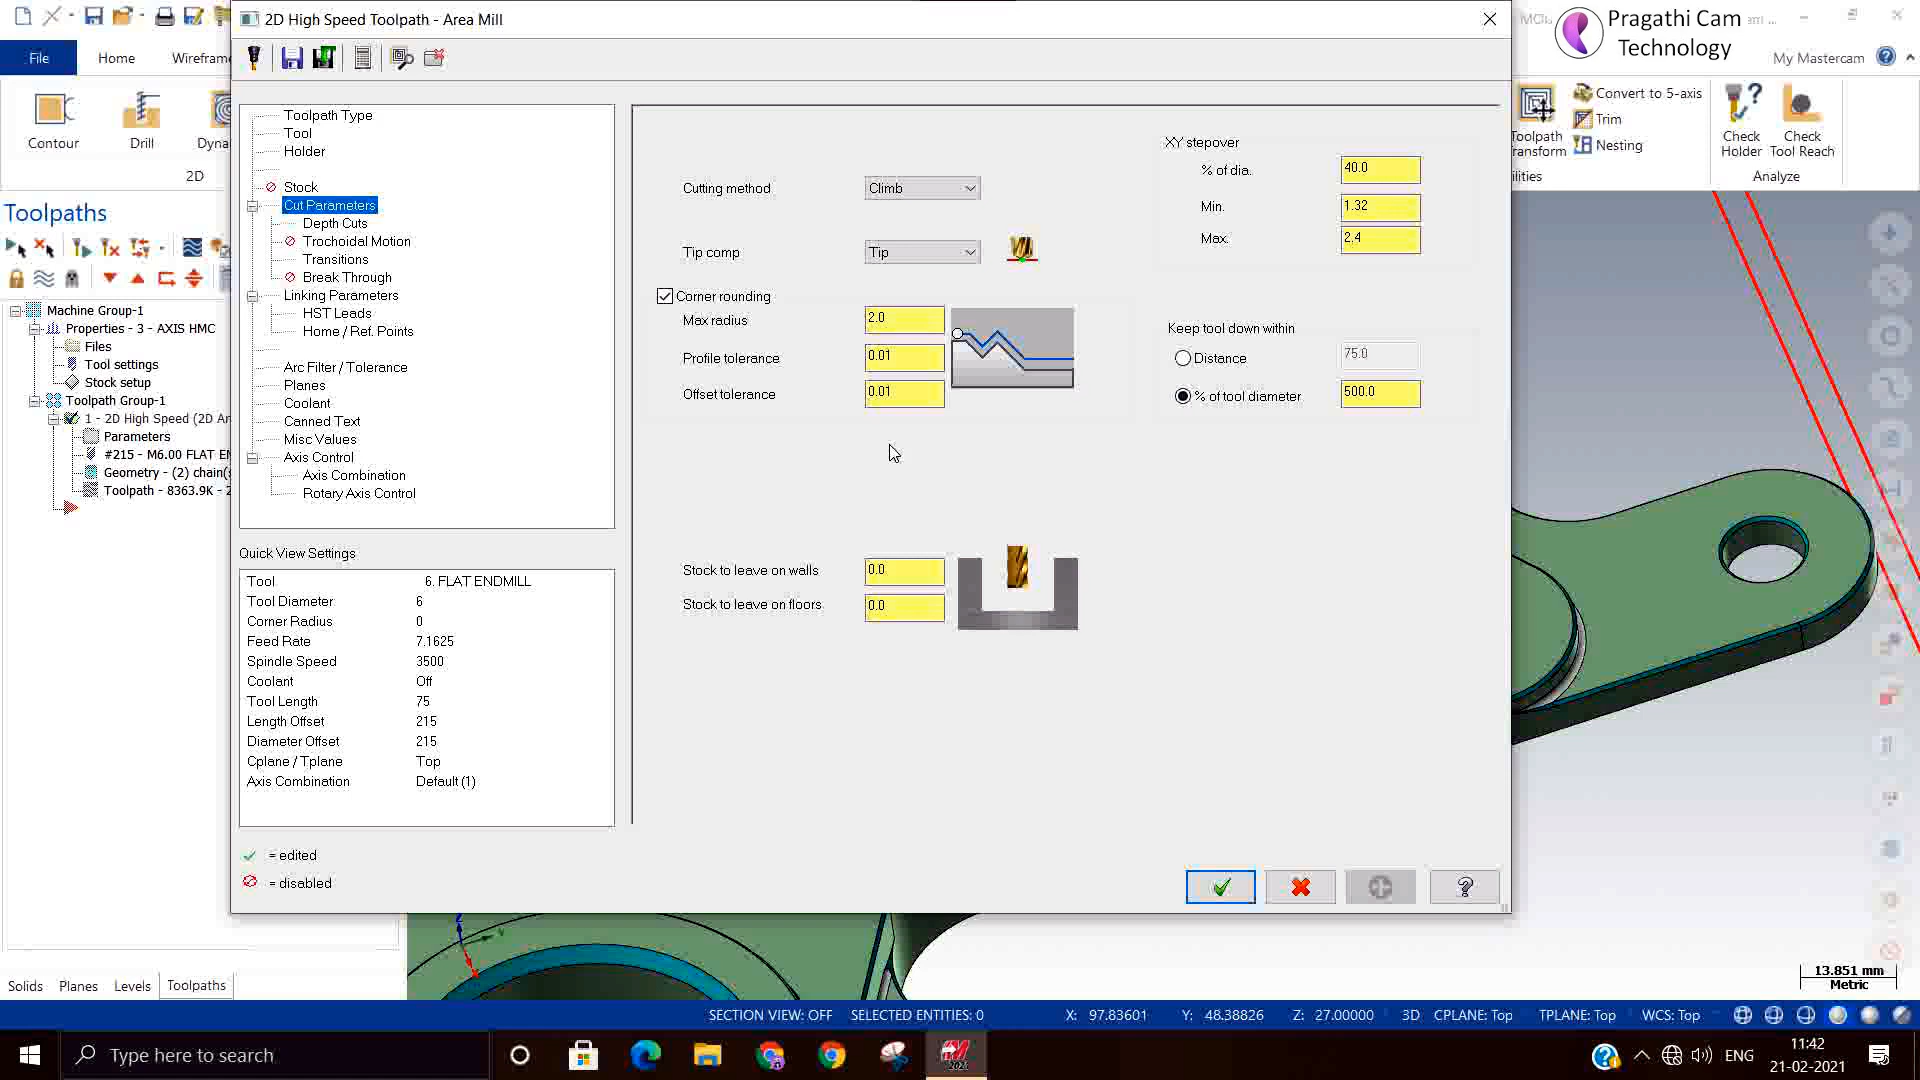 2D High Speed Toolpath - Area Mill
Pragathi Cam
Technology
File
Home
Wireframe
My Mastercam
Contour
Drill
Dyna
2D
Toolpath
Transform
Convert to 5-axis
Trim
Nesting
Check
Holder
Check
Tool Reach
ilities
Analyze
Toolpaths
Machine Group-1
Properties - 3 - AXIS HMC
Files
Tool settings
Stock setup
Toolpath Group-1
1 - 2D High Speed (2D Ar
Parameters
#215 - M6.00 FLAT EN
Geometry - (2) chain(s
Toolpath - 8363.9K - 2
Toolpath Type
Tool
Holder
Stock
Cut Parameters
Depth Cuts
Trochoidal Motion
Transitions
Break Through
Linking Parameters
HST Leads
Home / Ref. Points
Arc Filter / Tolerance
Planes
Coolant
Canned Text
Misc Values
Axis Control
Axis Combination
Rotary Axis Control
Quick View Settings
Tool 6. FLAT ENDMILL
Tool Diameter 6
Corner Radius 0
Feed Rate 7.1625
Spindle Speed 3500
Coolant Off
Tool Length 75
Length Offset 215
Diameter Offset 215
Cplane / Tplane Top
Axis Combination Default (1)
= edited
= disabled
Cutting method Climb
Tip comp Tip
Corner rounding
Max radius 2.0
Profile tolerance 0.01
Offset tolerance 0.01
Stock to leave on walls 0.0
Stock to leave on floors 0.0
XY stepover
% of dia. 40.0
Min. 1.32
Max. 2.4
Keep tool down within
Distance 75.0
% of tool diameter 500.0
13.851 mm
Metric
Solids Planes Levels Toolpaths
SECTION VIEW: OFF SELECTED ENTITIES: 0 X: 97.83601 Y: 48.38826 Z: 27.00000 3D CPLANE: Top TPLANE: Top WCS: Top
Type here to search
2021
ENG
11:42
21-02-2021